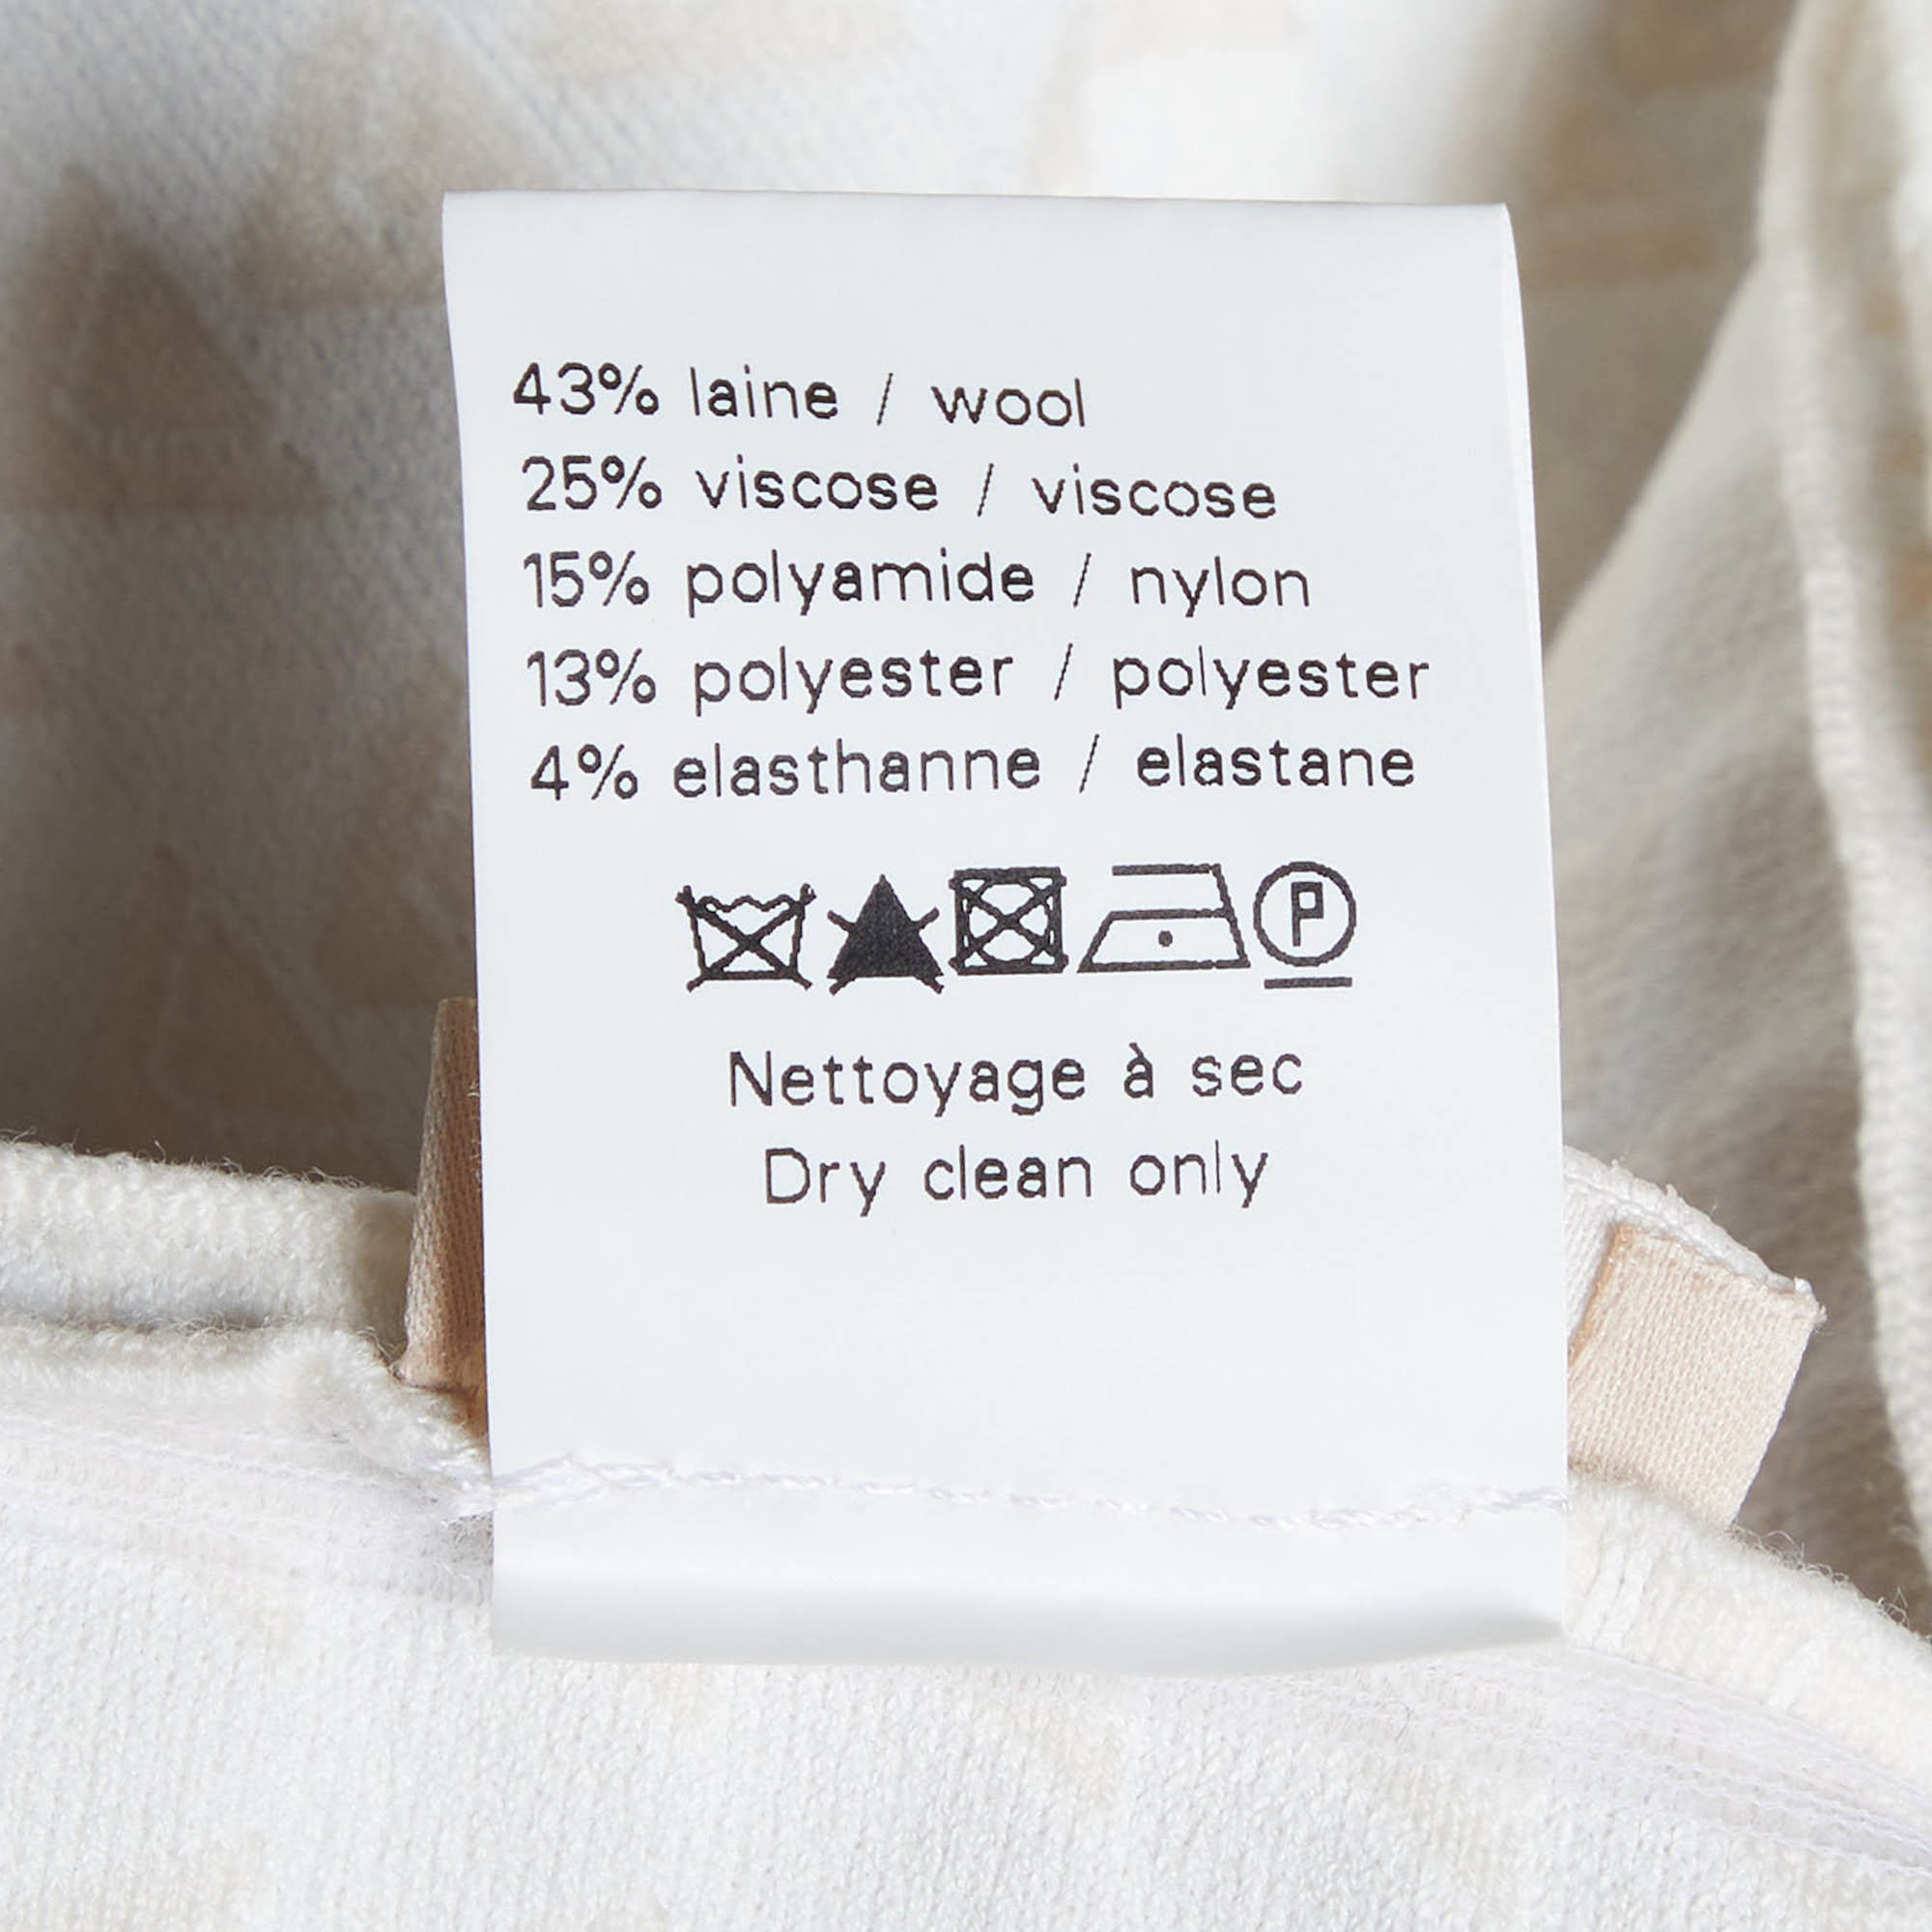 43% laine / wool
25% viscose / viscose
15% polyamide / nylon
13% polyester / polyester
4% elasthanne / elastane
P
Nettoyage à sec
Dry clean only